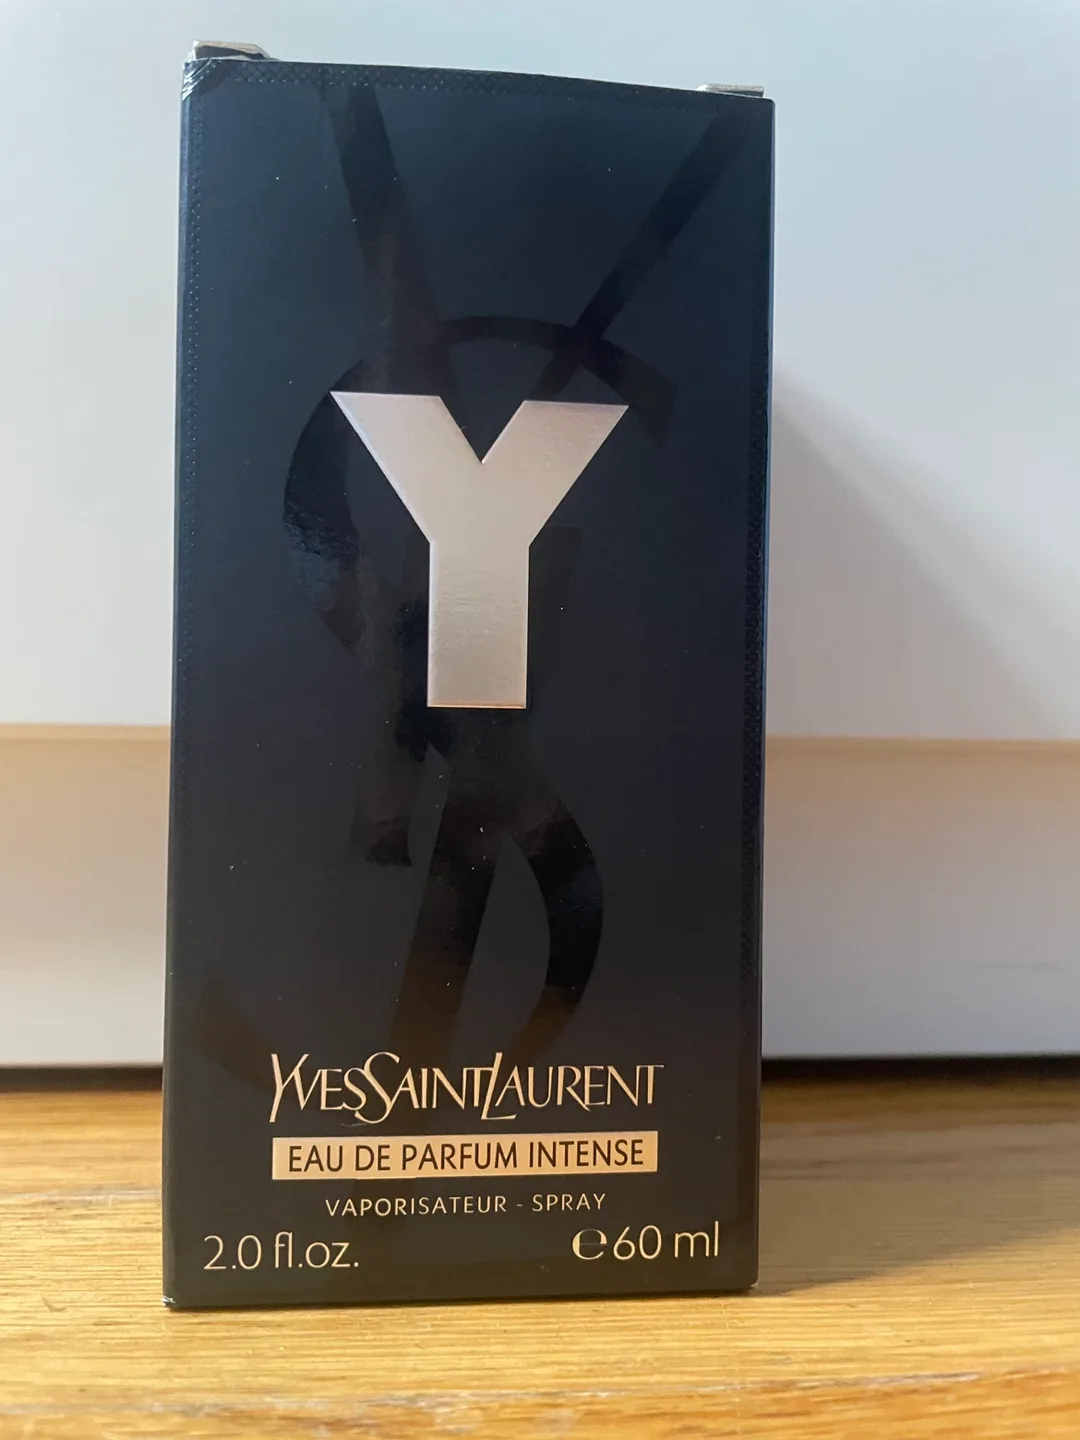 Y
YVESSAINTLAURENT
EAU DE PARFUM INTENSE
VAPORISATEUR - SPRAY
2.0 fl.oz. ℮60 ml